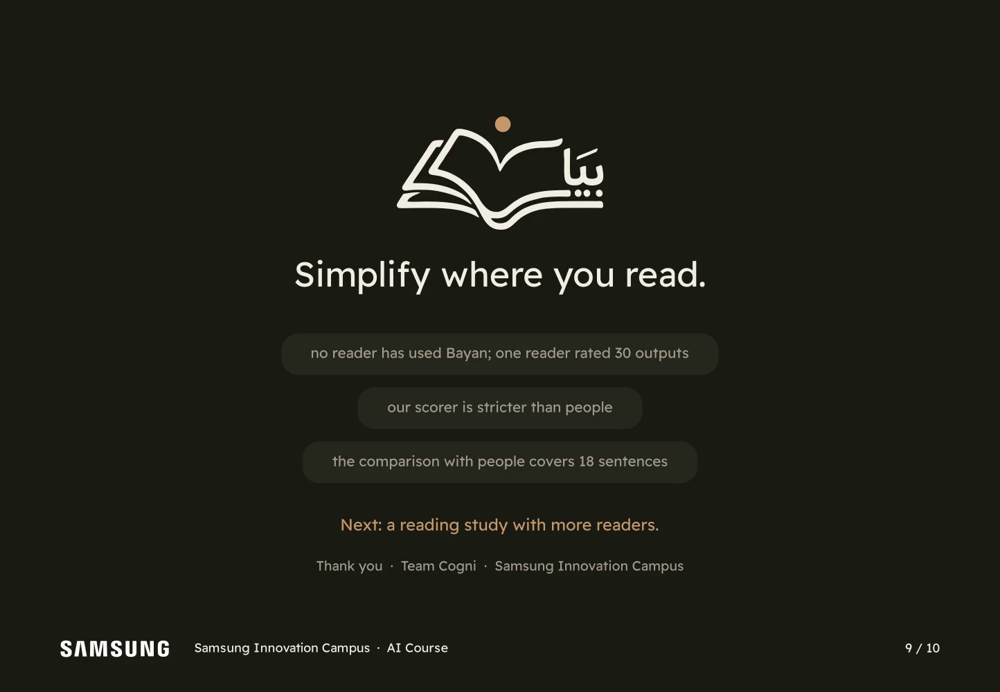 بيَا
Simplify where you read.
no reader has used Bayan; one reader rated 30 outputs
our scorer is stricter than people
the comparison with people covers 18 sentences
Next: a reading study with more readers.
Thank you · Team Cogni · Samsung Innovation Campus
SAMSUNG Samsung Innovation Campus · AI Course 9 / 10